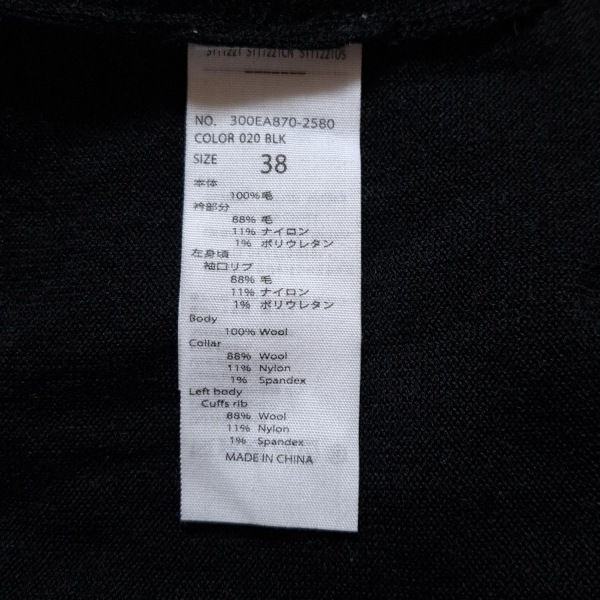 NO. 300EA870-2580
COLOR 020 BLK
SIZE 38
本体
100% 毛
衿部分
88% 毛
11% ナイロン
1% ポリウレタン
左身頃
袖口リブ
88% 毛
11% ナイロン
1% ポリウレタン
Body
100% Wool
Collar
88% Wool
11% Nylon
1% Spandex
Left body
Cuffs rib
88% Wool
11% Nylon
1% Spandex
MADE IN CHINA